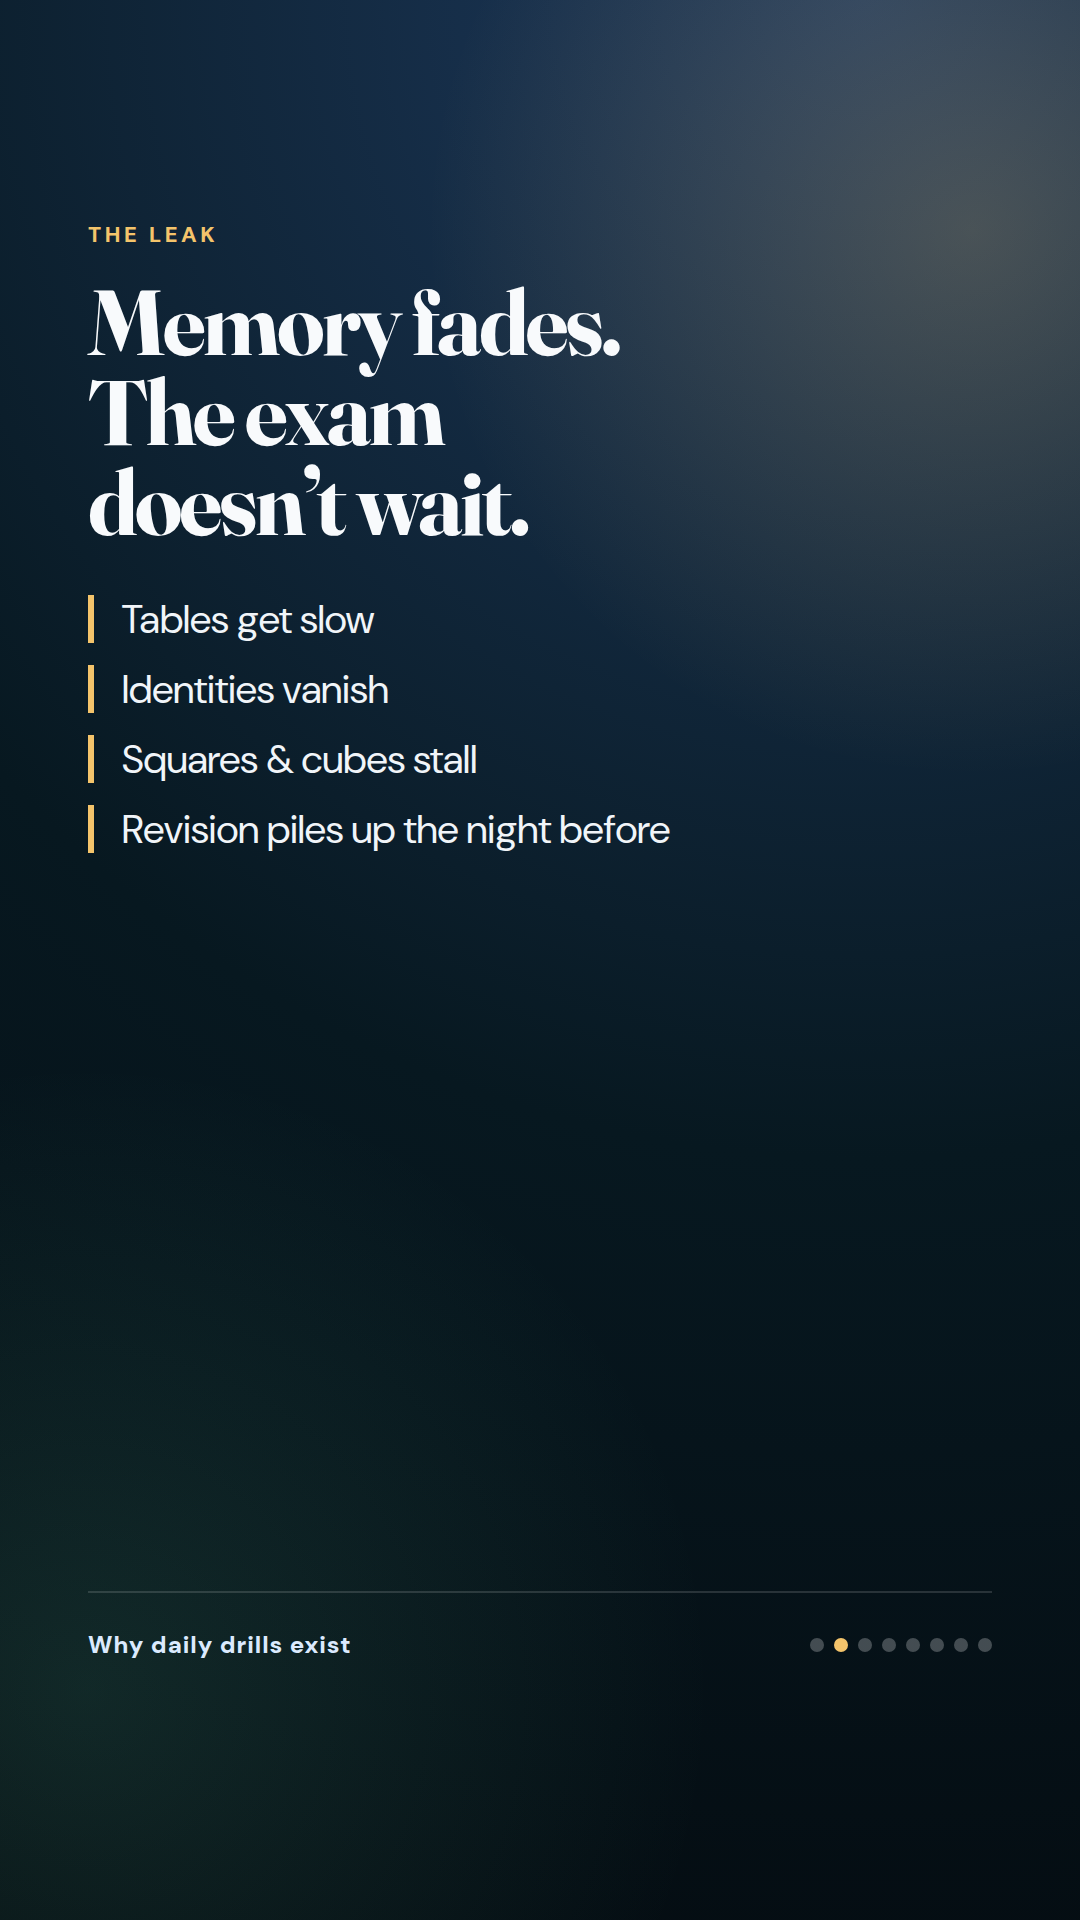 THE LEAK
Memory fades.
The exam
doesn’t wait.
Tables get slow
Identities vanish
Squares & cubes stall
Revision piles up the night before
Why daily drills exist